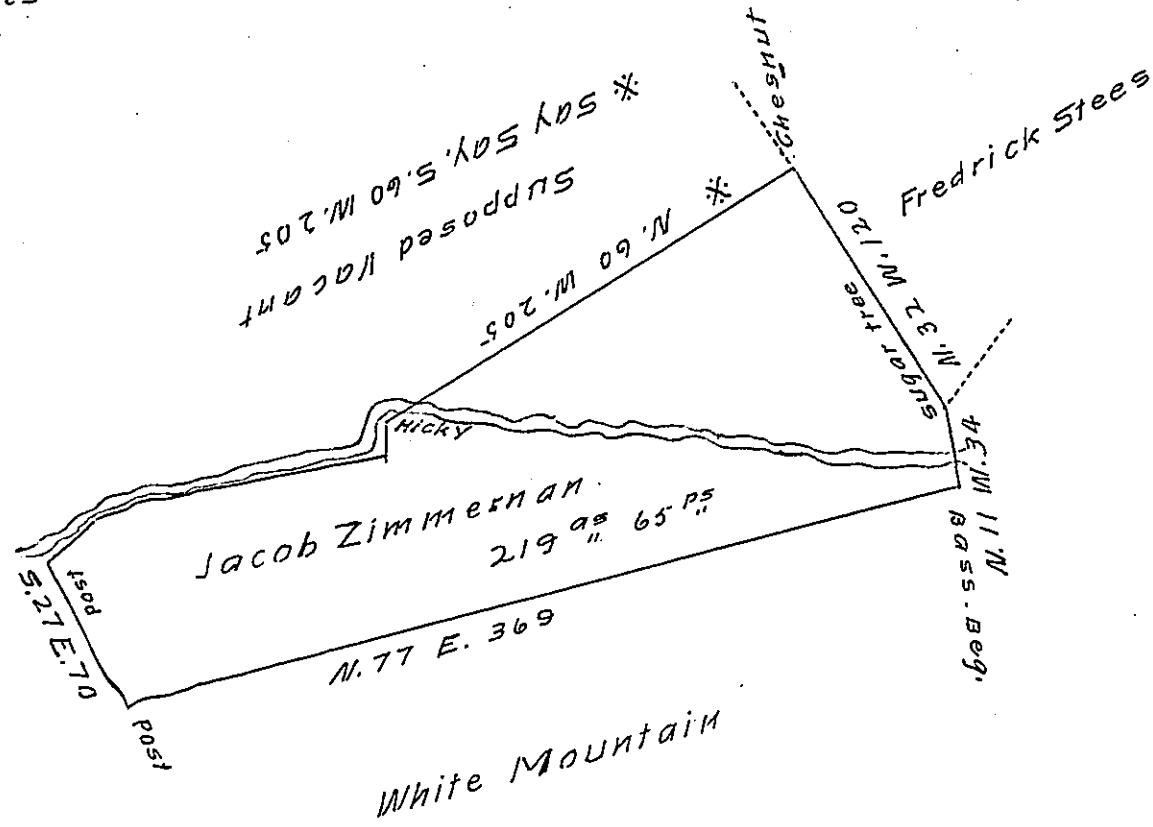 Chesnut
Fredrick Stees
※ Say Say, S.60 W.205
Supposed Vacant
※
N. 60 W. 205
N. 32 W. 120
sugar tree
Hicky
N 11 W. 34
Bass. Beg.
Jacob Zimmernan.
219 as " 65 ps "
post
S.27 E.70
N.77 E. 369
post
White Mountain